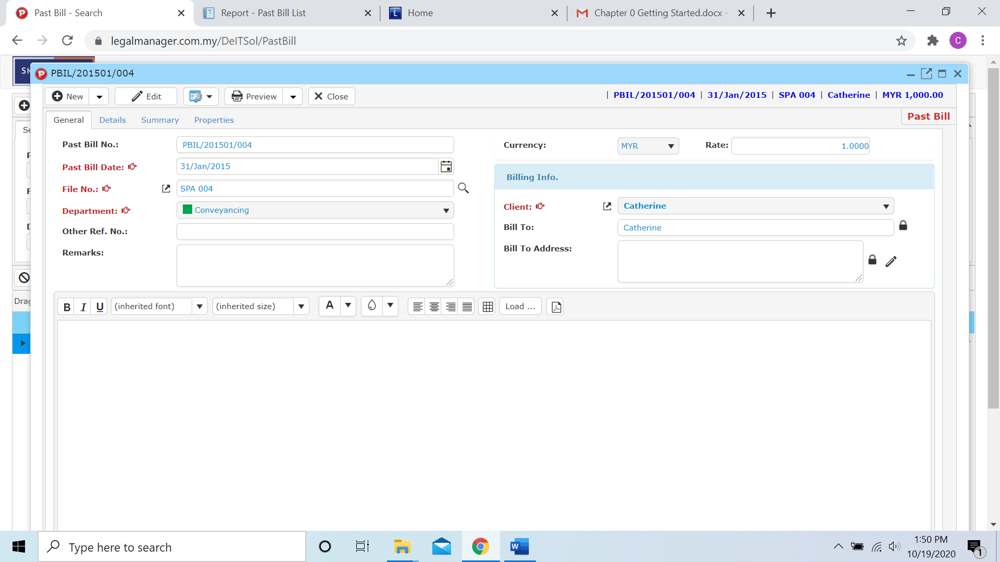 Past Bill - Search
Report - Past Bill List
Home
Chapter 0 Getting Started.docx -
legalmanager.com.my/DeITSol/PastBill
C
PBIL/201501/004
New
Edit
Preview
Close
| PBIL/201501/004 | 31/Jan/2015 | SPA 004 | Catherine | MYR 1,000.00
General
Details
Summary
Properties
Past Bill
Past Bill No.:
PBIL/201501/004
Past Bill Date:
31/Jan/2015
File No.:
SPA 004
Department:
Conveyancing
Other Ref. No.:
Remarks:
Currency:
MYR
Rate:
1.0000
Billing Info.
Client:
Catherine
Bill To:
Catherine
Bill To Address:
Drag
B I U
(inherited font)
(inherited size)
A
Load ...
Type here to search
1:50 PM
10/19/2020
1